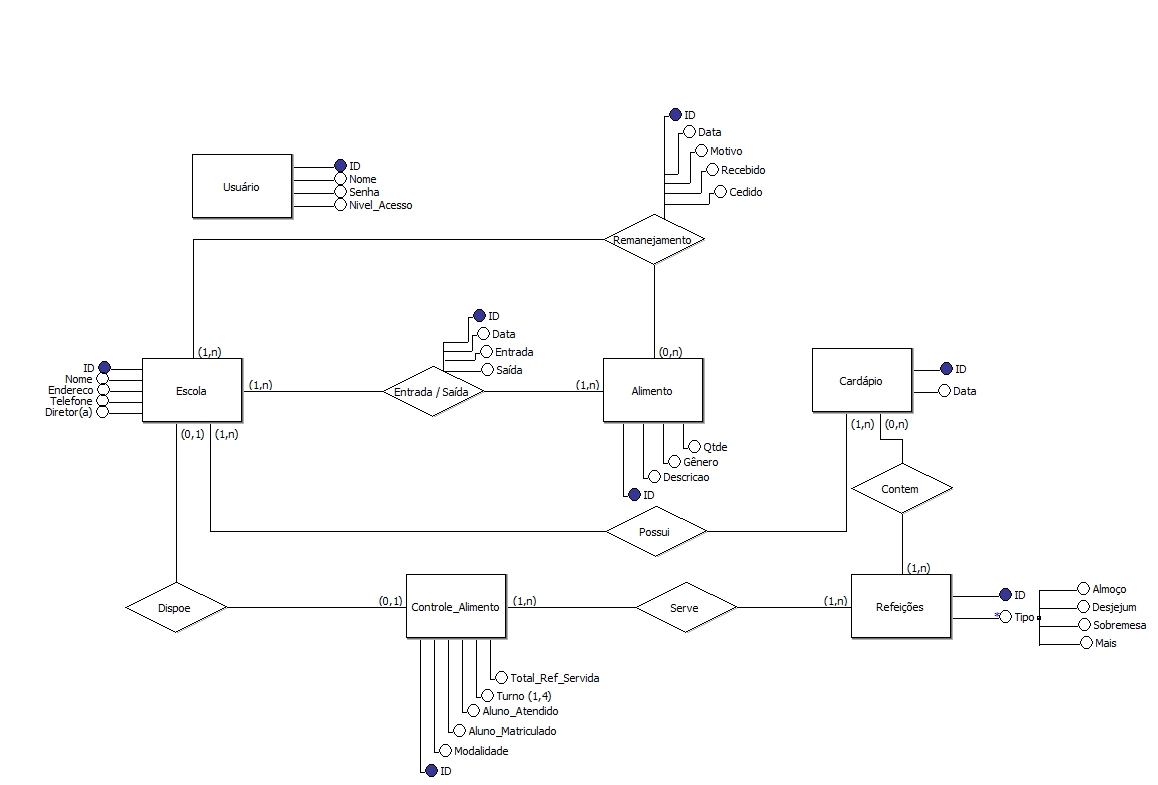 ID
Data
Motivo
Recebido
Cedido
Usuário
ID
Nome
Senha
Nivel_Acesso
Remanejamento
ID
Data
Entrada
Saída
(1,n)
(0,n)
ID
Nome
Endereco
Telefone
Diretor(a)
Escola
(1,n)
Entrada / Saída
(1,n)
Alimento
Cardápio
ID
Data
(0,1)
(1,n)
(1,n)
(0,n)
Qtde
Gênero
Descricao
ID
Contem
Possui
(1,n)
Dispoe
(0,1)
Controle_Alimento
(1,n)
Serve
(1,n)
Refeições
ID
*
Tipo
Almoço
Desjejum
Sobremesa
Mais
Total_Ref_Servida
Turno (1,4)
Aluno_Atendido
Aluno_Matriculado
Modalidade
ID